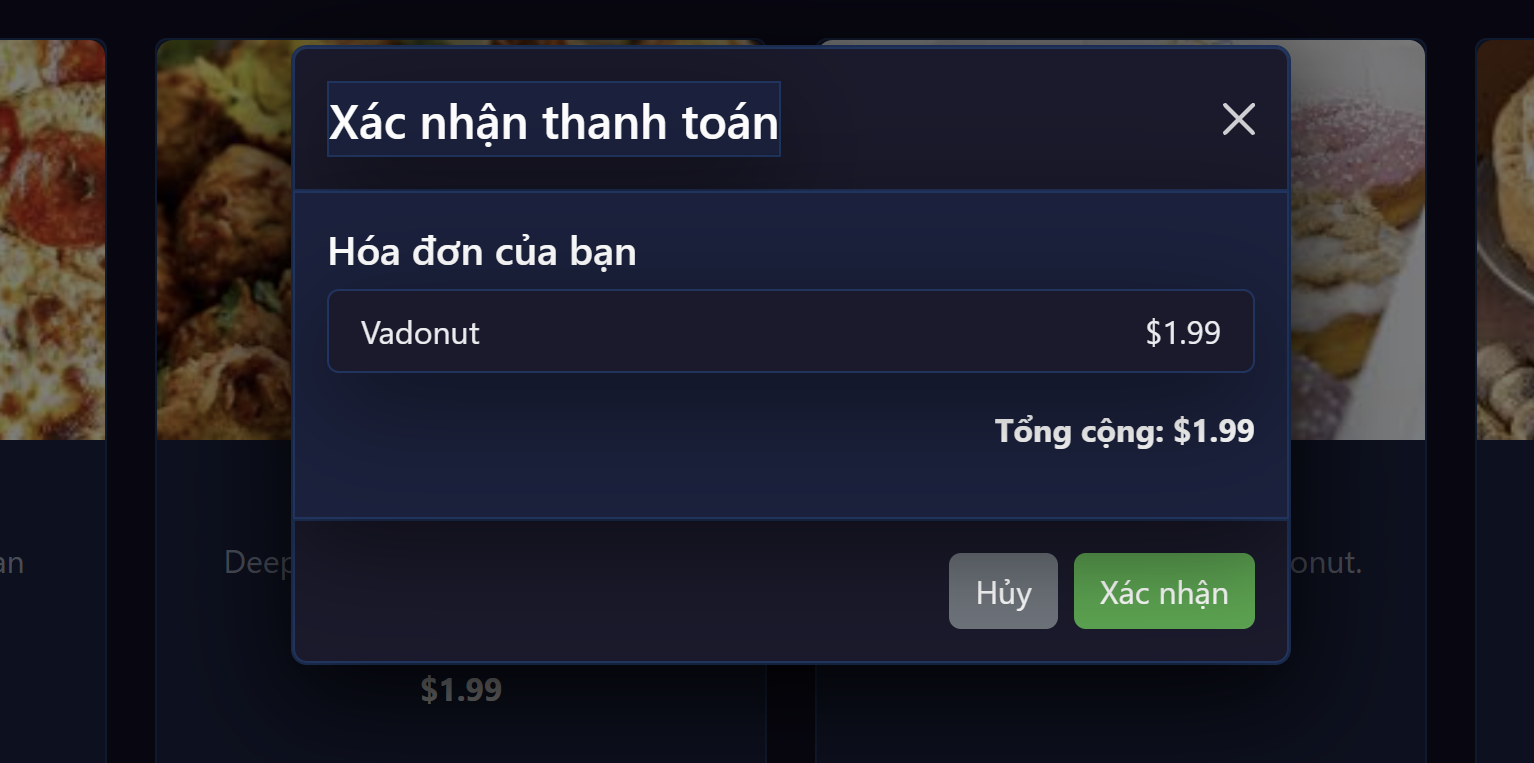 Xác nhận thanh toán
Hóa đơn của bạn
Vadonut $1.99
Tổng cộng: $1.99
Hủy Xác nhận
$1.99